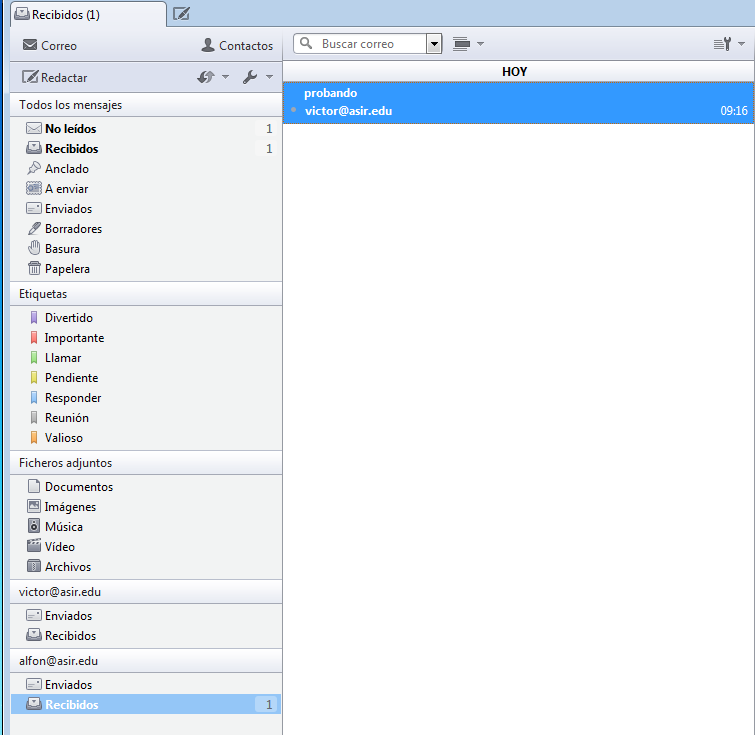 Recibidos (1)
Correo
Contactos
Buscar correo
Redactar
HOY
probando
victor@asir.edu 09:16
Todos los mensajes
No leídos 1
Recibidos 1
Anclado
A enviar
Enviados
Borradores
Basura
Papelera
Etiquetas
Divertido
Importante
Llamar
Pendiente
Responder
Reunión
Valioso
Ficheros adjuntos
Documentos
Imágenes
Música
Vídeo
Archivos
victor@asir.edu
Enviados
Recibidos
alfon@asir.edu
Enviados
Recibidos 1